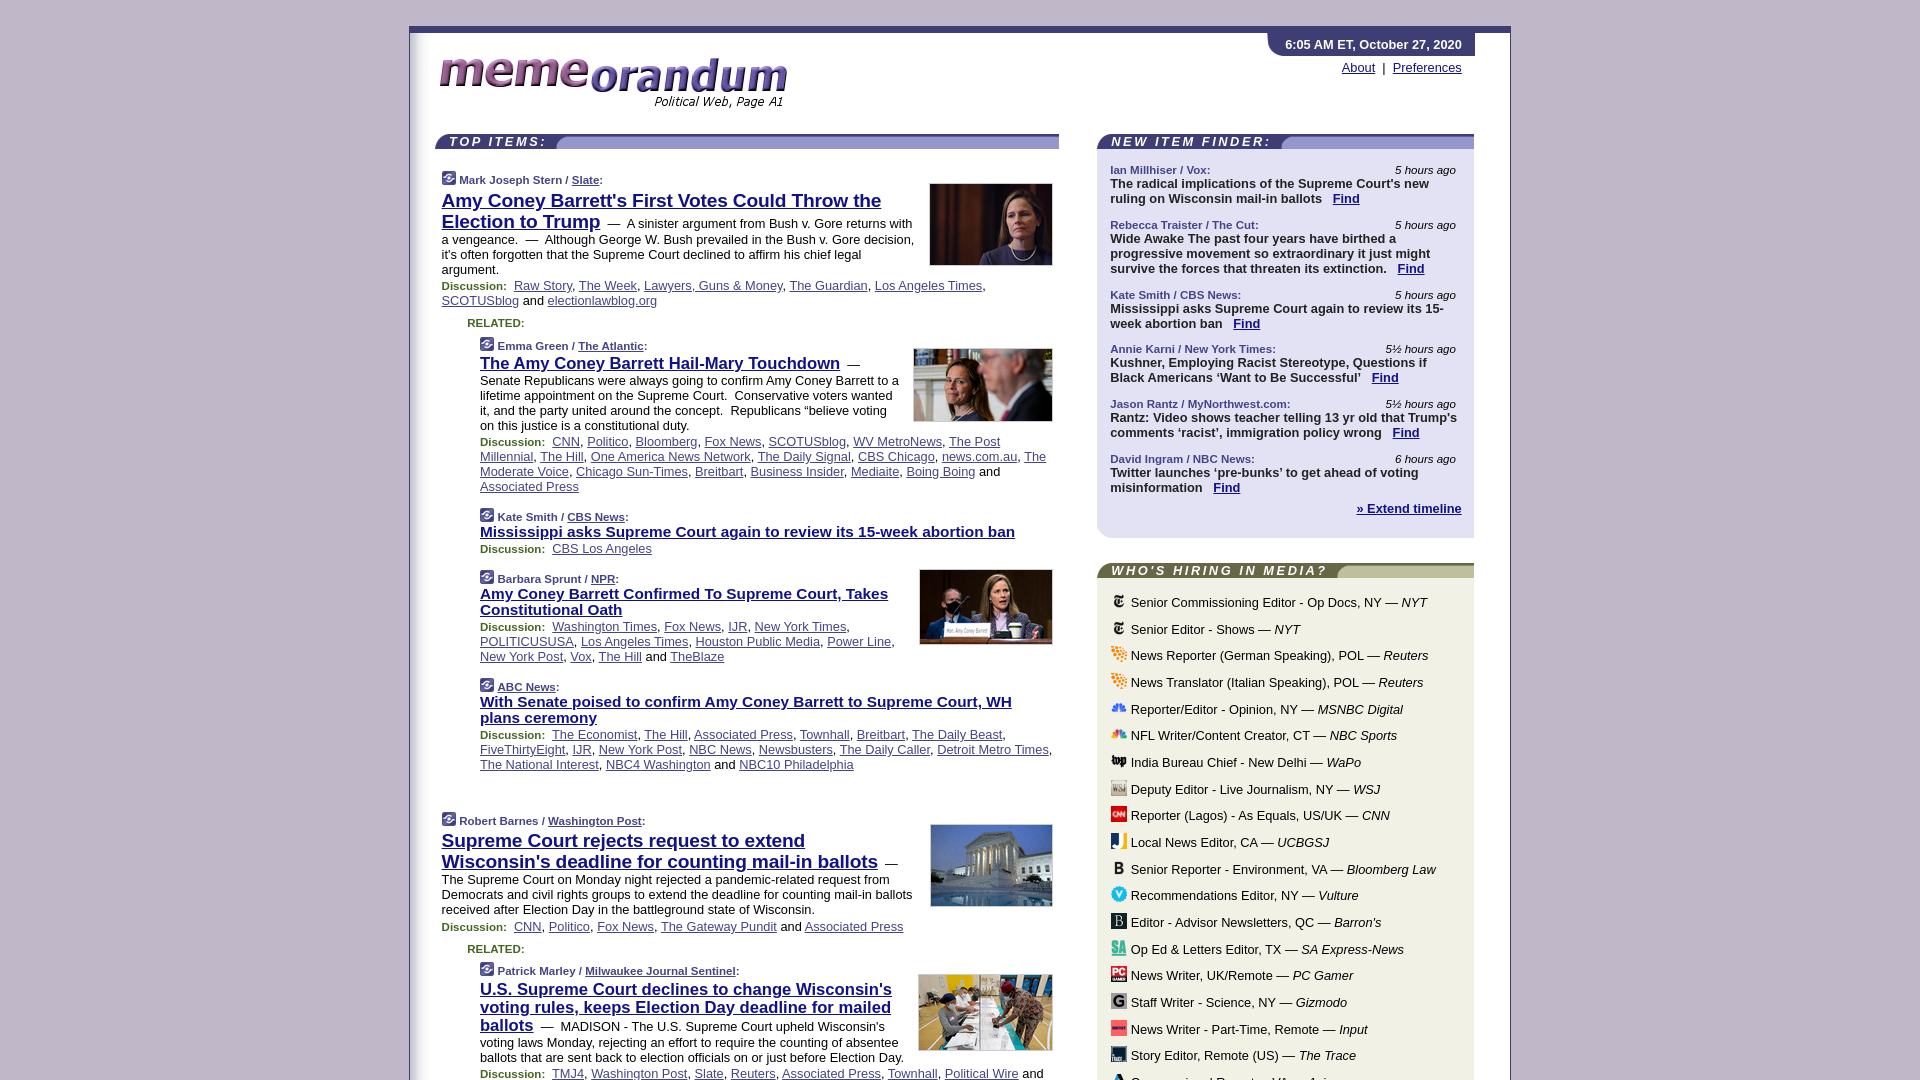 6:05 AM ET, October 27, 2020
memeorandum
Political Web, Page A1
About | Preferences
TOP ITEMS:
Mark Joseph Stern / Slate:
Amy Coney Barrett's First Votes Could Throw the
Election to Trump — A sinister argument from Bush v. Gore returns with
a vengeance. — Although George W. Bush prevailed in the Bush v. Gore decision,
it's often forgotten that the Supreme Court declined to affirm his chief legal
argument.
Discussion: Raw Story, The Week, Lawyers, Guns & Money, The Guardian, Los Angeles Times,
SCOTUSblog and electionlawblog.org
RELATED:
Emma Green / The Atlantic:
The Amy Coney Barrett Hail-Mary Touchdown —
Senate Republicans were always going to confirm Amy Coney Barrett to a
lifetime appointment on the Supreme Court. Conservative voters wanted
it, and the party united around the concept. Republicans “believe voting
on this justice is a constitutional duty.
Discussion: CNN, Politico, Bloomberg, Fox News, SCOTUSblog, WV MetroNews, The Post
Millennial, The Hill, One America News Network, The Daily Signal, CBS Chicago, news.com.au, The
Moderate Voice, Chicago Sun-Times, Breitbart, Business Insider, Mediaite, Boing Boing and
Associated Press
Kate Smith / CBS News:
Mississippi asks Supreme Court again to review its 15-week abortion ban
Discussion: CBS Los Angeles
Barbara Sprunt / NPR:
Amy Coney Barrett Confirmed To Supreme Court, Takes
Constitutional Oath
Discussion: Washington Times, Fox News, IJR, New York Times,
POLITICUSUSA, Los Angeles Times, Houston Public Media, Power Line,
New York Post, Vox, The Hill and TheBlaze
ABC News:
With Senate poised to confirm Amy Coney Barrett to Supreme Court, WH
plans ceremony
Discussion: The Economist, The Hill, Associated Press, Townhall, Breitbart, The Daily Beast,
FiveThirtyEight, IJR, New York Post, NBC News, Newsbusters, The Daily Caller, Detroit Metro Times,
The National Interest, NBC4 Washington and NBC10 Philadelphia
Robert Barnes / Washington Post:
Supreme Court rejects request to extend
Wisconsin's deadline for counting mail-in ballots —
The Supreme Court on Monday night rejected a pandemic-related request from
Democrats and civil rights groups to extend the deadline for counting mail-in ballots
received after Election Day in the battleground state of Wisconsin.
Discussion: CNN, Politico, Fox News, The Gateway Pundit and Associated Press
RELATED:
Patrick Marley / Milwaukee Journal Sentinel:
U.S. Supreme Court declines to change Wisconsin's
voting rules, keeps Election Day deadline for mailed
ballots — MADISON - The U.S. Supreme Court upheld Wisconsin's
voting laws Monday, rejecting an effort to require the counting of absentee
ballots that are sent back to election officials on or just before Election Day.
Discussion: TMJ4, Washington Post, Slate, Reuters, Associated Press, Townhall, Political Wire and
NEW ITEM FINDER:
Ian Millhiser / Vox: 5 hours ago
The radical implications of the Supreme Court's new
ruling on Wisconsin mail-in ballots Find
Rebecca Traister / The Cut: 5 hours ago
Wide Awake The past four years have birthed a
progressive movement so extraordinary it just might
survive the forces that threaten its extinction. Find
Kate Smith / CBS News: 5 hours ago
Mississippi asks Supreme Court again to review its 15-
week abortion ban Find
Annie Karni / New York Times: 5½ hours ago
Kushner, Employing Racist Stereotype, Questions if
Black Americans ‘Want to Be Successful’ Find
Jason Rantz / MyNorthwest.com: 5½ hours ago
Rantz: Video shows teacher telling 13 yr old that Trump's
comments ‘racist’, immigration policy wrong Find
David Ingram / NBC News: 6 hours ago
Twitter launches ‘pre-bunks’ to get ahead of voting
misinformation Find
» Extend timeline
WHO'S HIRING IN MEDIA?
Senior Commissioning Editor - Op Docs, NY — NYT
Senior Editor - Shows — NYT
News Reporter (German Speaking), POL — Reuters
News Translator (Italian Speaking), POL — Reuters
Reporter/Editor - Opinion, NY — MSNBC Digital
NFL Writer/Content Creator, CT — NBC Sports
India Bureau Chief - New Delhi — WaPo
Deputy Editor - Live Journalism, NY — WSJ
Reporter (Lagos) - As Equals, US/UK — CNN
Local News Editor, CA — UCBGSJ
Senior Reporter - Environment, VA — Bloomberg Law
Recommendations Editor, NY — Vulture
Editor - Advisor Newsletters, QC — Barron's
Op Ed & Letters Editor, TX — SA Express-News
News Writer, UK/Remote — PC Gamer
Staff Writer - Science, NY — Gizmodo
News Writer - Part-Time, Remote — Input
Story Editor, Remote (US) — The Trace